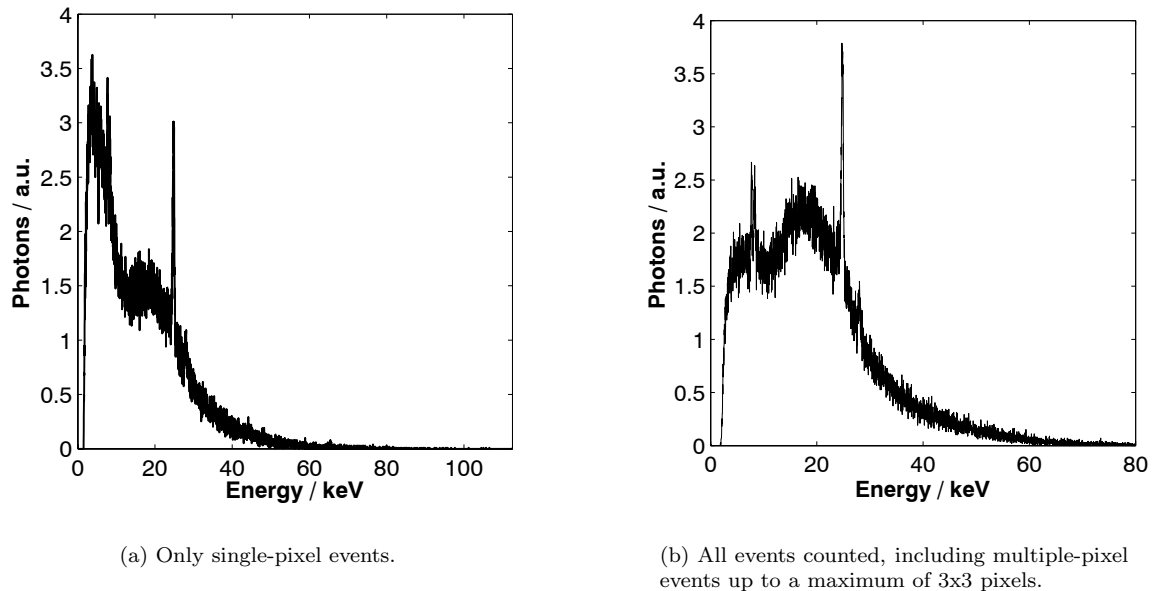 4
3.5
3
2.5
2
1.5
1
0.5
0
Photons / a.u.
0 20 40 60 80 100
Energy / keV
(a) Only single-pixel events.
4
3.5
3
2.5
2
1.5
1
0.5
0
Photons / a.u.
0 20 40 60 80
Energy / keV
(b) All events counted, including multiple-pixel
events up to a maximum of 3x3 pixels.